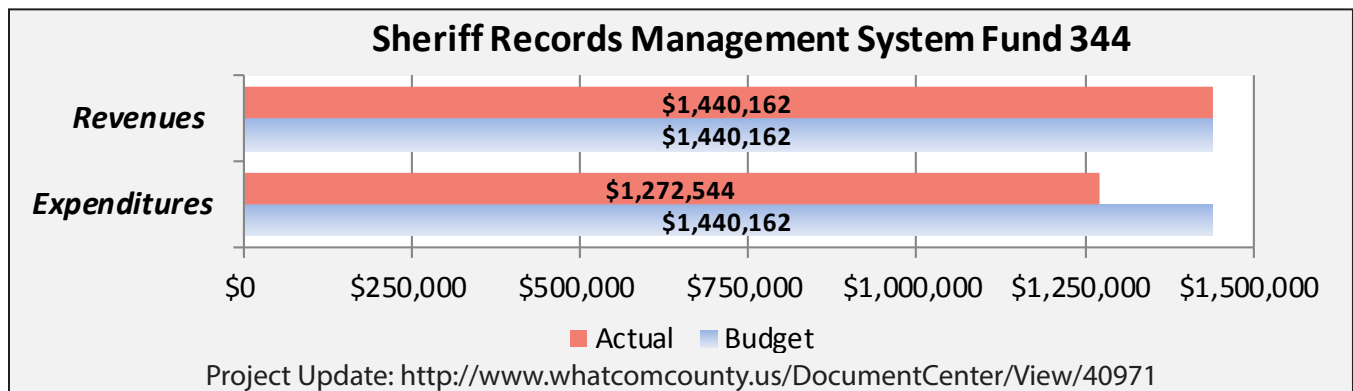 Sheriff Records Management System Fund 344
Revenues
$1,440,162
$1,440,162
Expenditures
$1,272,544
$1,440,162
$0 $250,000 $500,000 $750,000 $1,000,000 $1,250,000 $1,500,000
Actual Budget
Project Update: http://www.whatcomcounty.us/DocumentCenter/View/40971